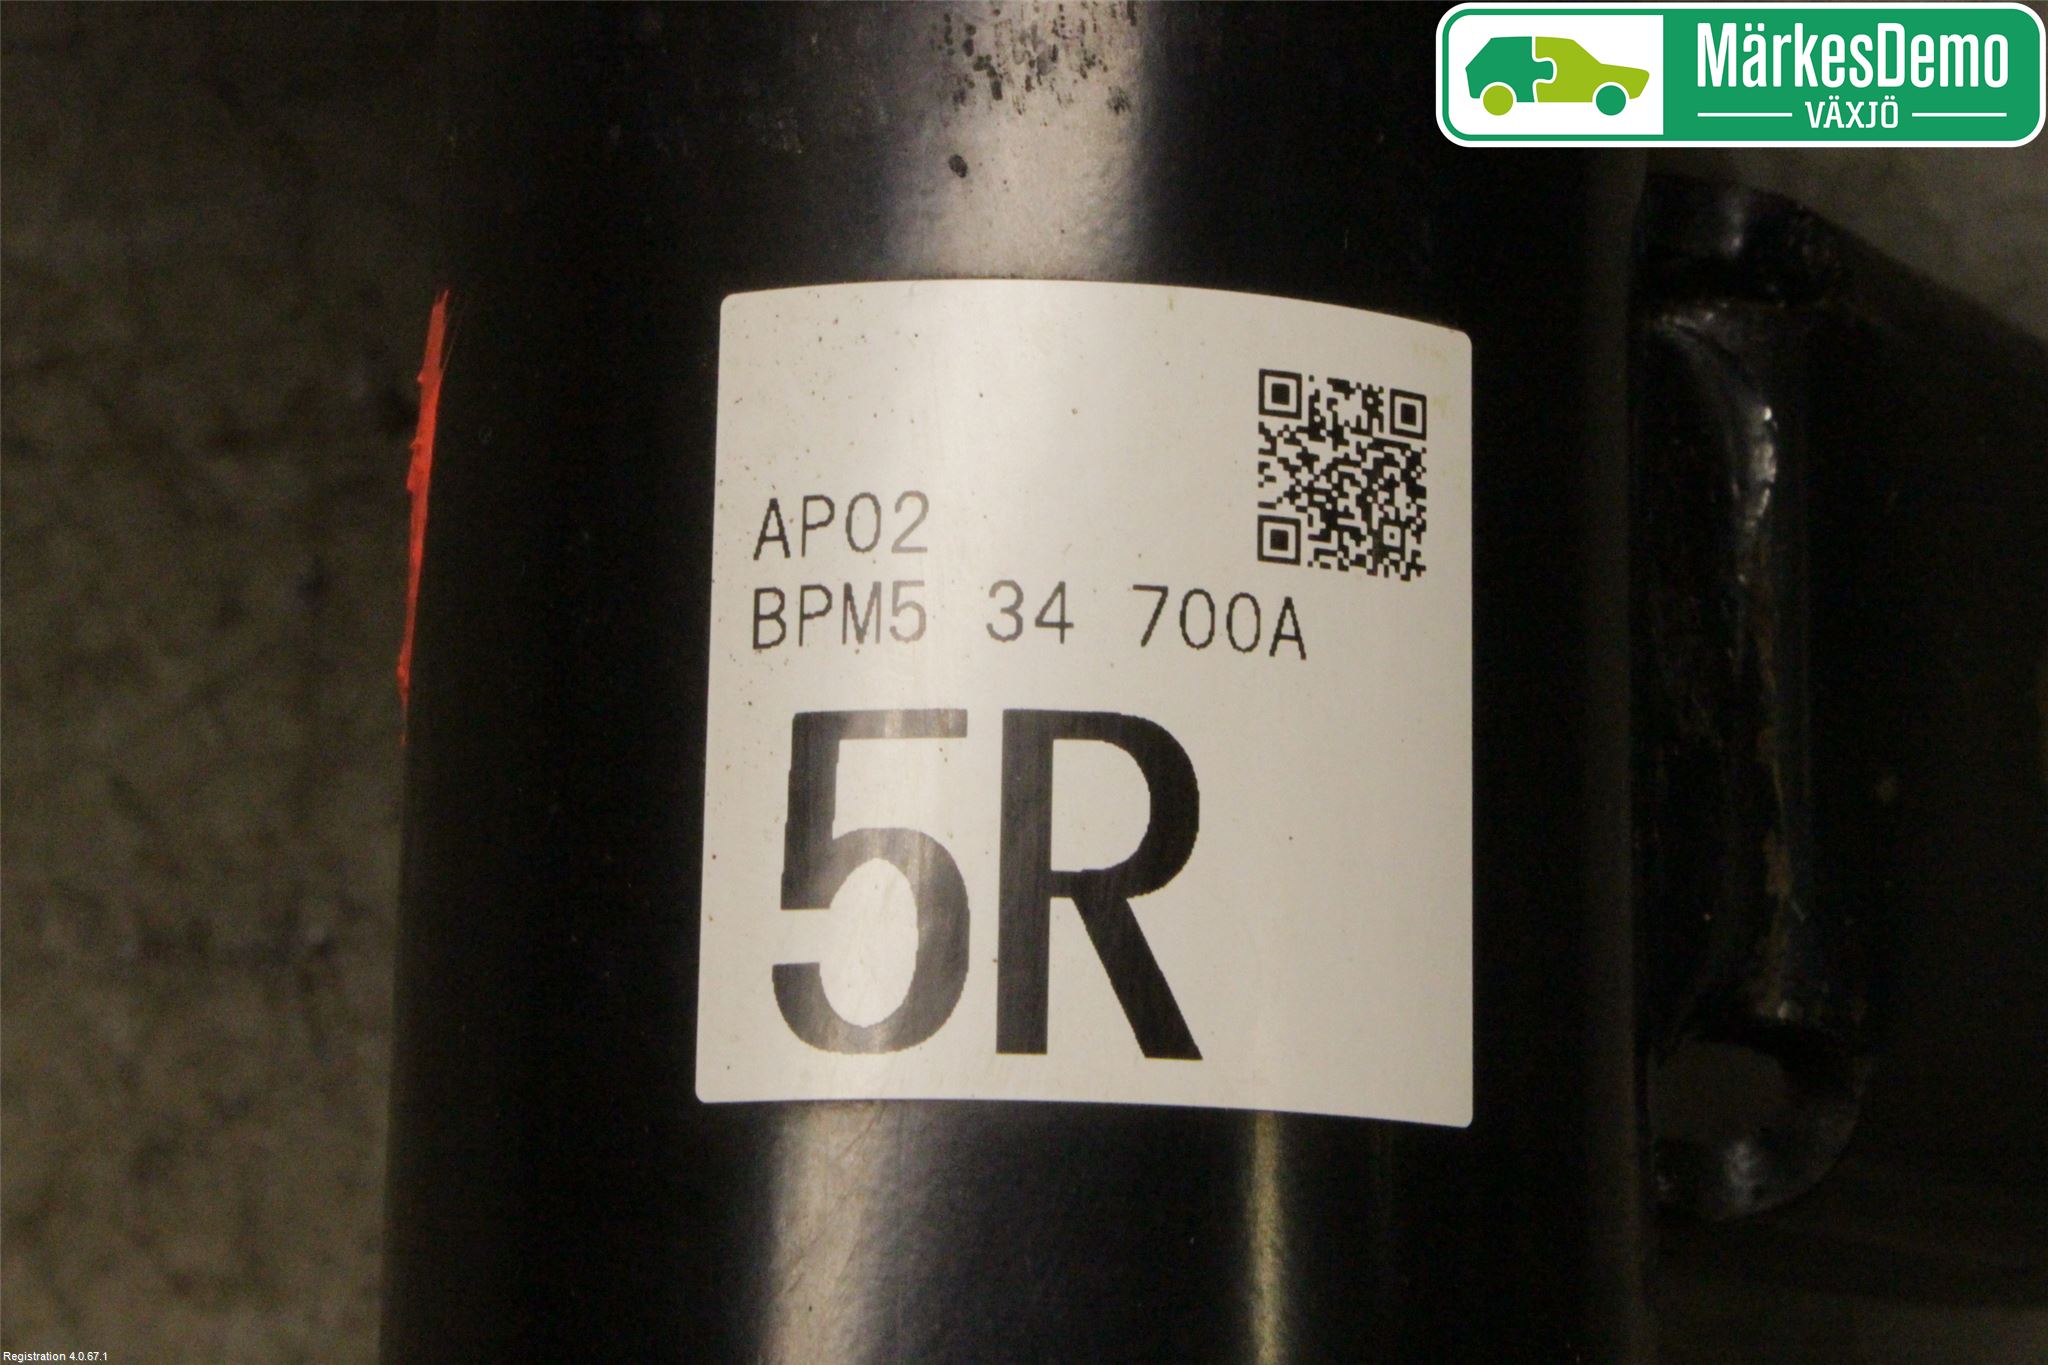 MärkesDemo
VÄXJÖ
AP02
BPM5 34 700A
5R
Registration 4.0.67.1